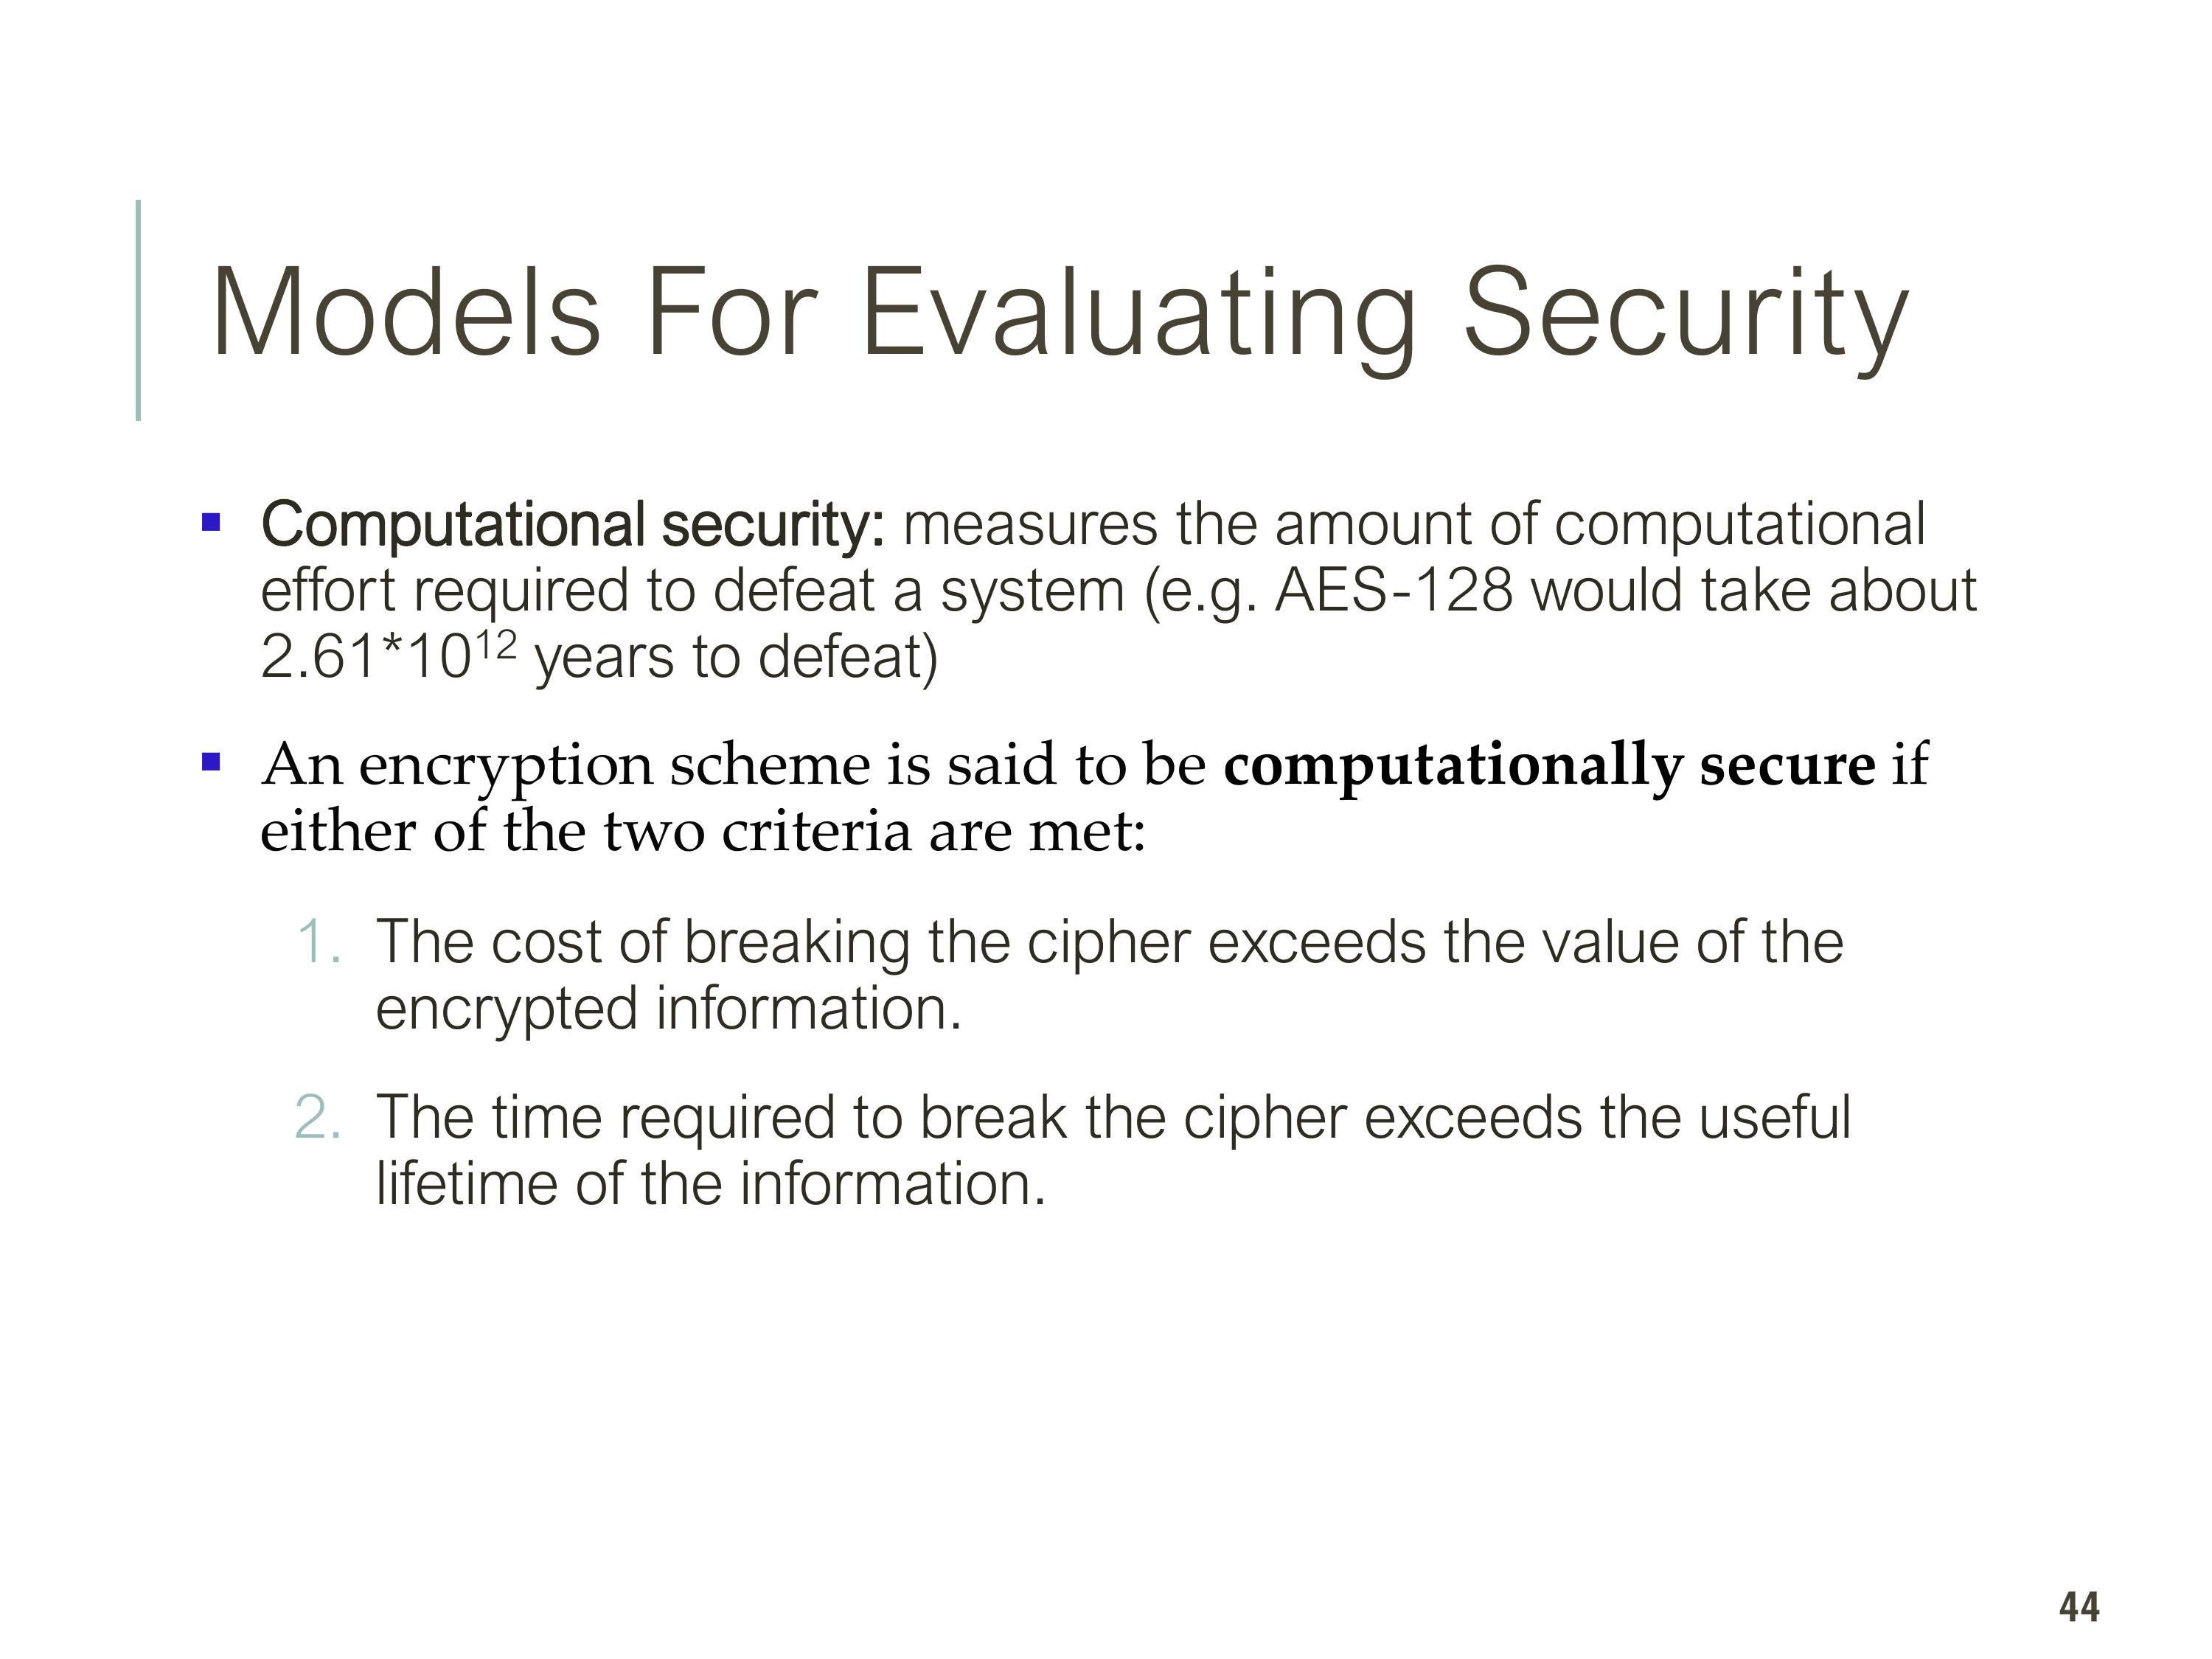 Models For Evaluating Security
▪ Computational security: measures the amount of computational
effort required to defeat a system (e.g. AES-128 would take about
2.61*10¹² years to defeat)
▪ An encryption scheme is said to be computationally secure if
either of the two criteria are met:
1. The cost of breaking the cipher exceeds the value of the
encrypted information.
2. The time required to break the cipher exceeds the useful
lifetime of the information.
44